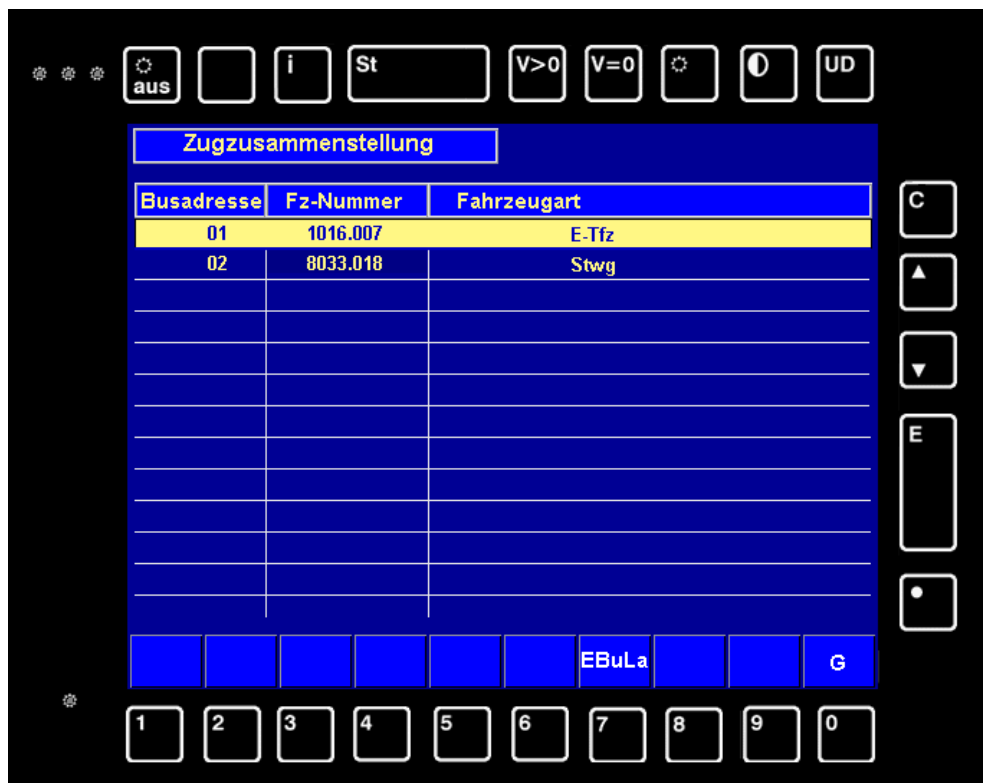 aus i St V>0 V=0 UD
Zugzusammenstellung
Busadresse Fz-Nummer Fahrzeugart
C
01 1016.007 E-Tfz
02 8033.018 Stwg
▲
▼
E
●
EBuLa G
1 2 3 4 5 6 7 8 9 0